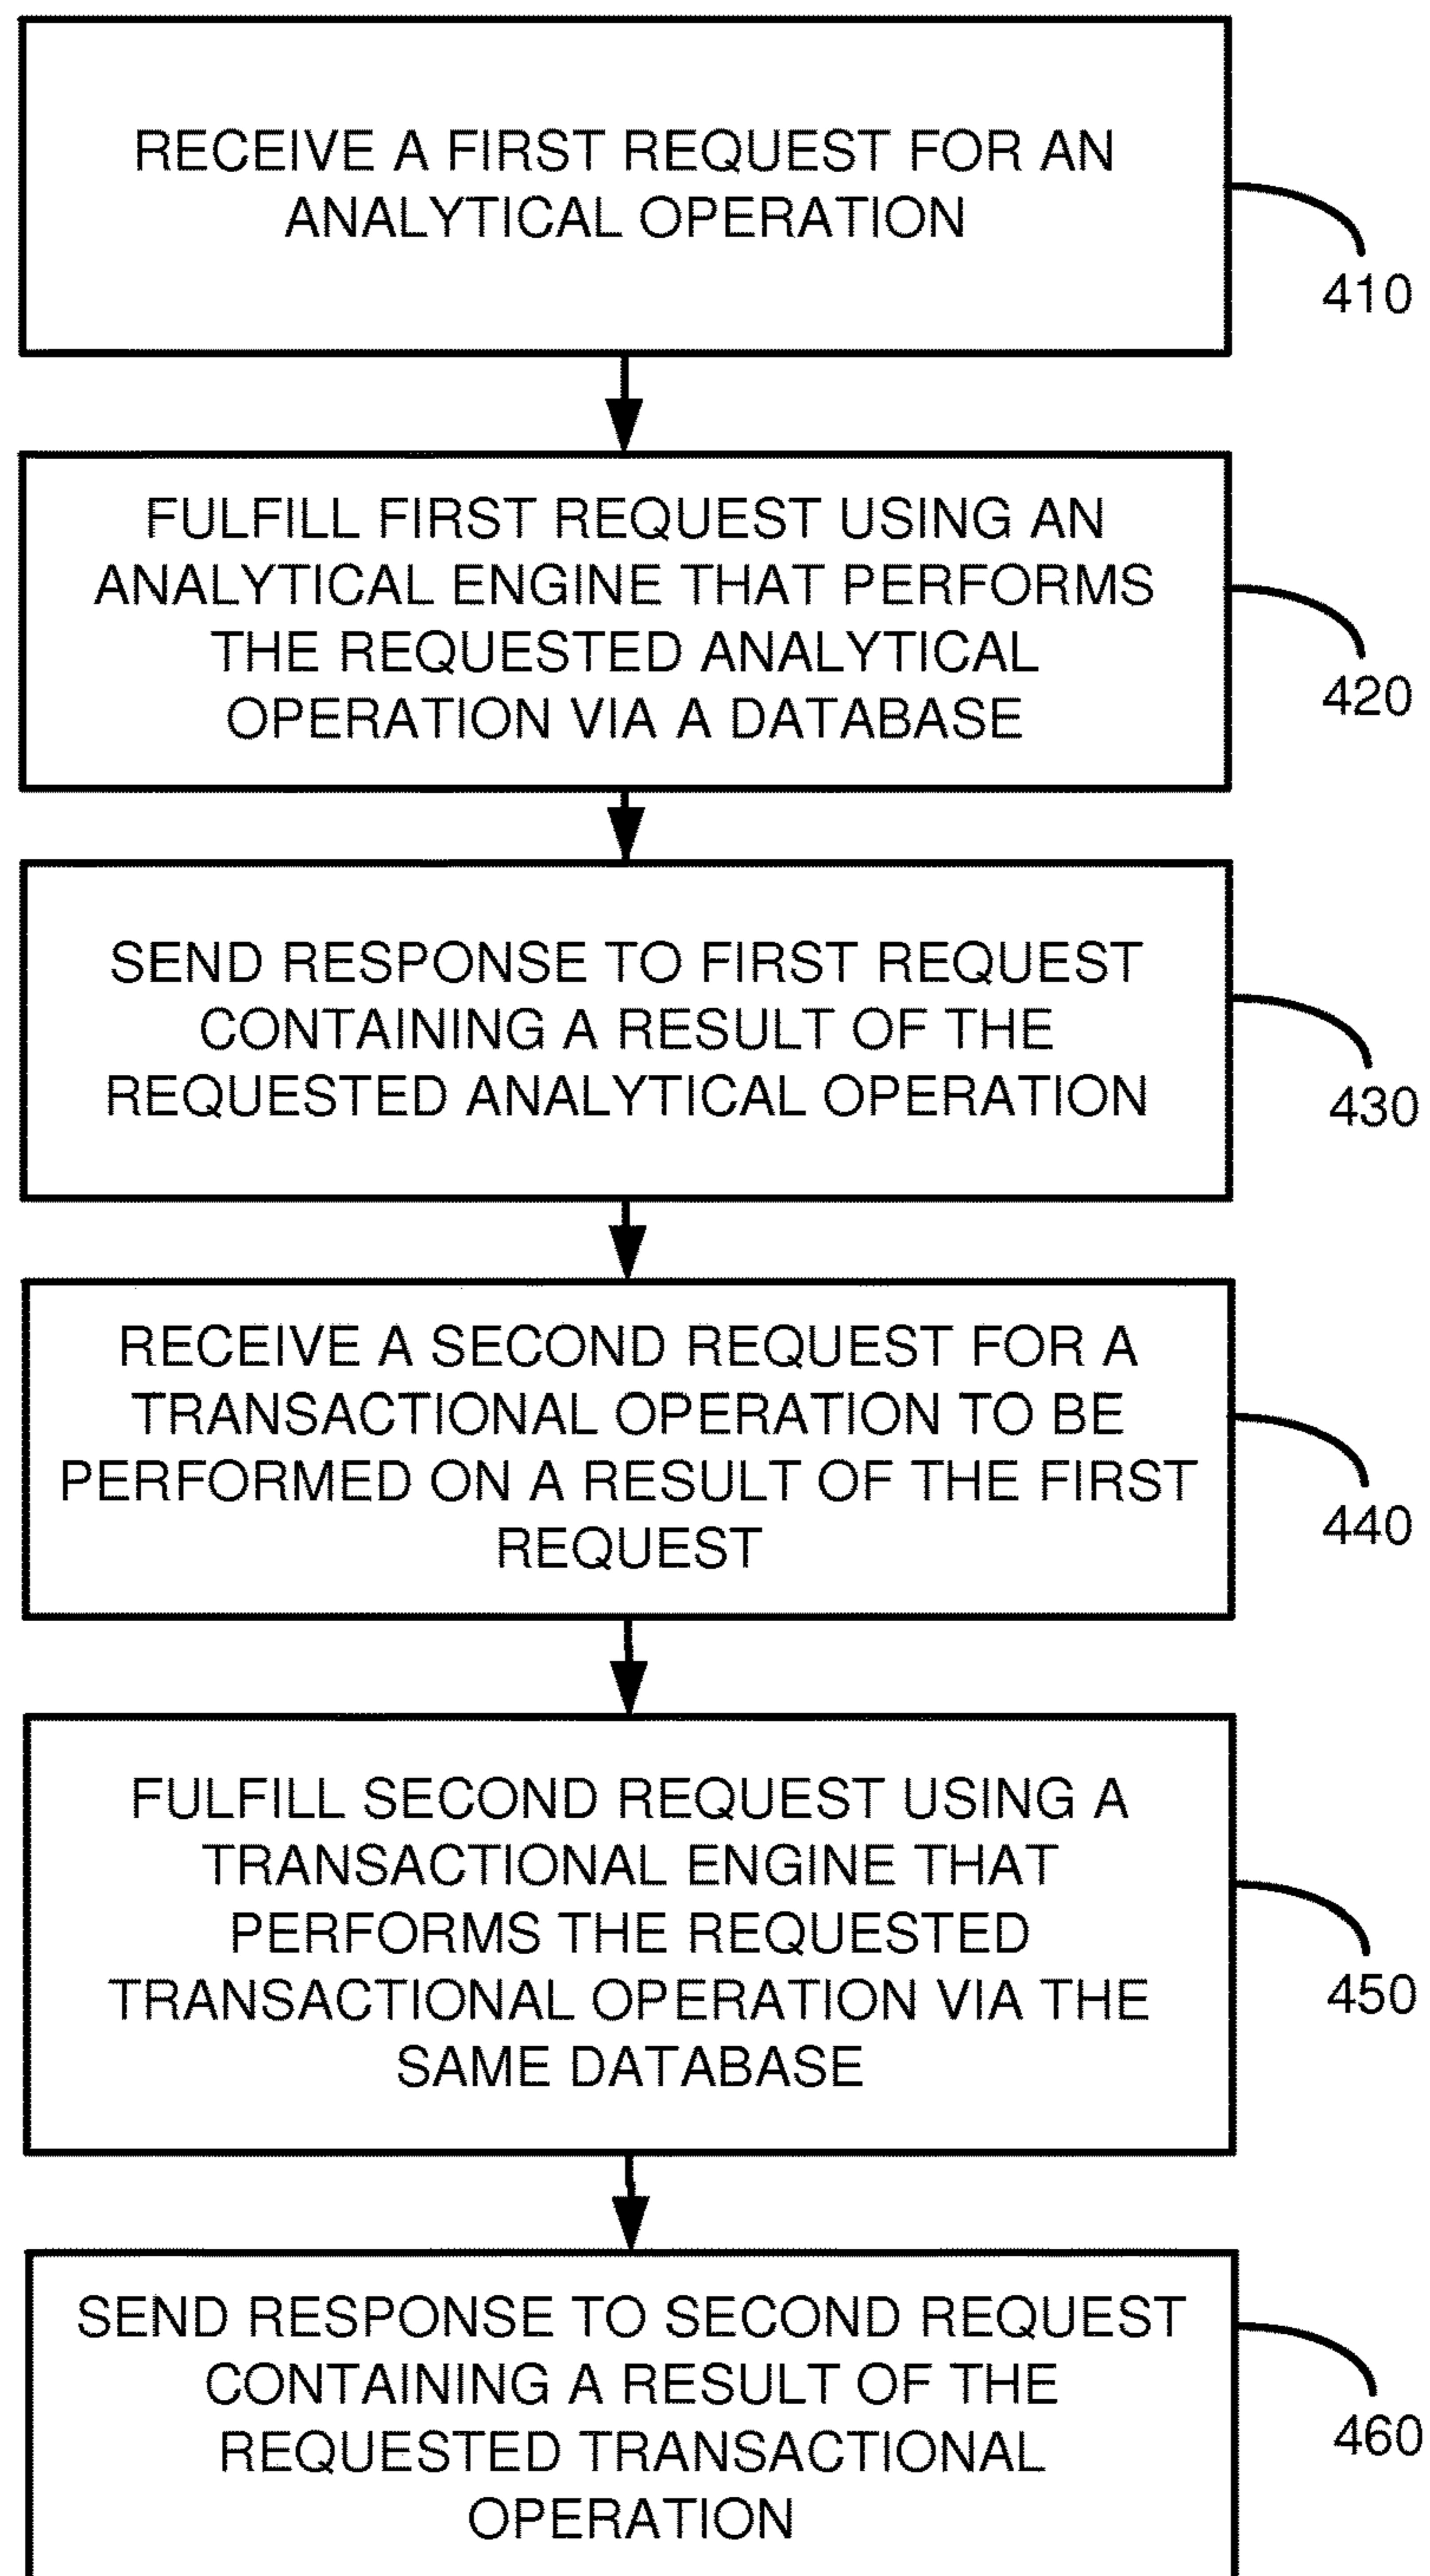 RECEIVE A FIRST REQUEST FOR AN
ANALYTICAL OPERATION
410
FULFILL FIRST REQUEST USING AN
ANALYTICAL ENGINE THAT PERFORMS
THE REQUESTED ANALYTICAL
OPERATION VIA A DATABASE
420
SEND RESPONSE TO FIRST REQUEST
CONTAINING A RESULT OF THE
REQUESTED ANALYTICAL OPERATION
430
RECEIVE A SECOND REQUEST FOR A
TRANSACTIONAL OPERATION TO BE
PERFORMED ON A RESULT OF THE FIRST
REQUEST
440
FULFILL SECOND REQUEST USING A
TRANSACTIONAL ENGINE THAT
PERFORMS THE REQUESTED
TRANSACTIONAL OPERATION VIA THE
SAME DATABASE
450
SEND RESPONSE TO SECOND REQUEST
CONTAINING A RESULT OF THE
REQUESTED TRANSACTIONAL
OPERATION
460